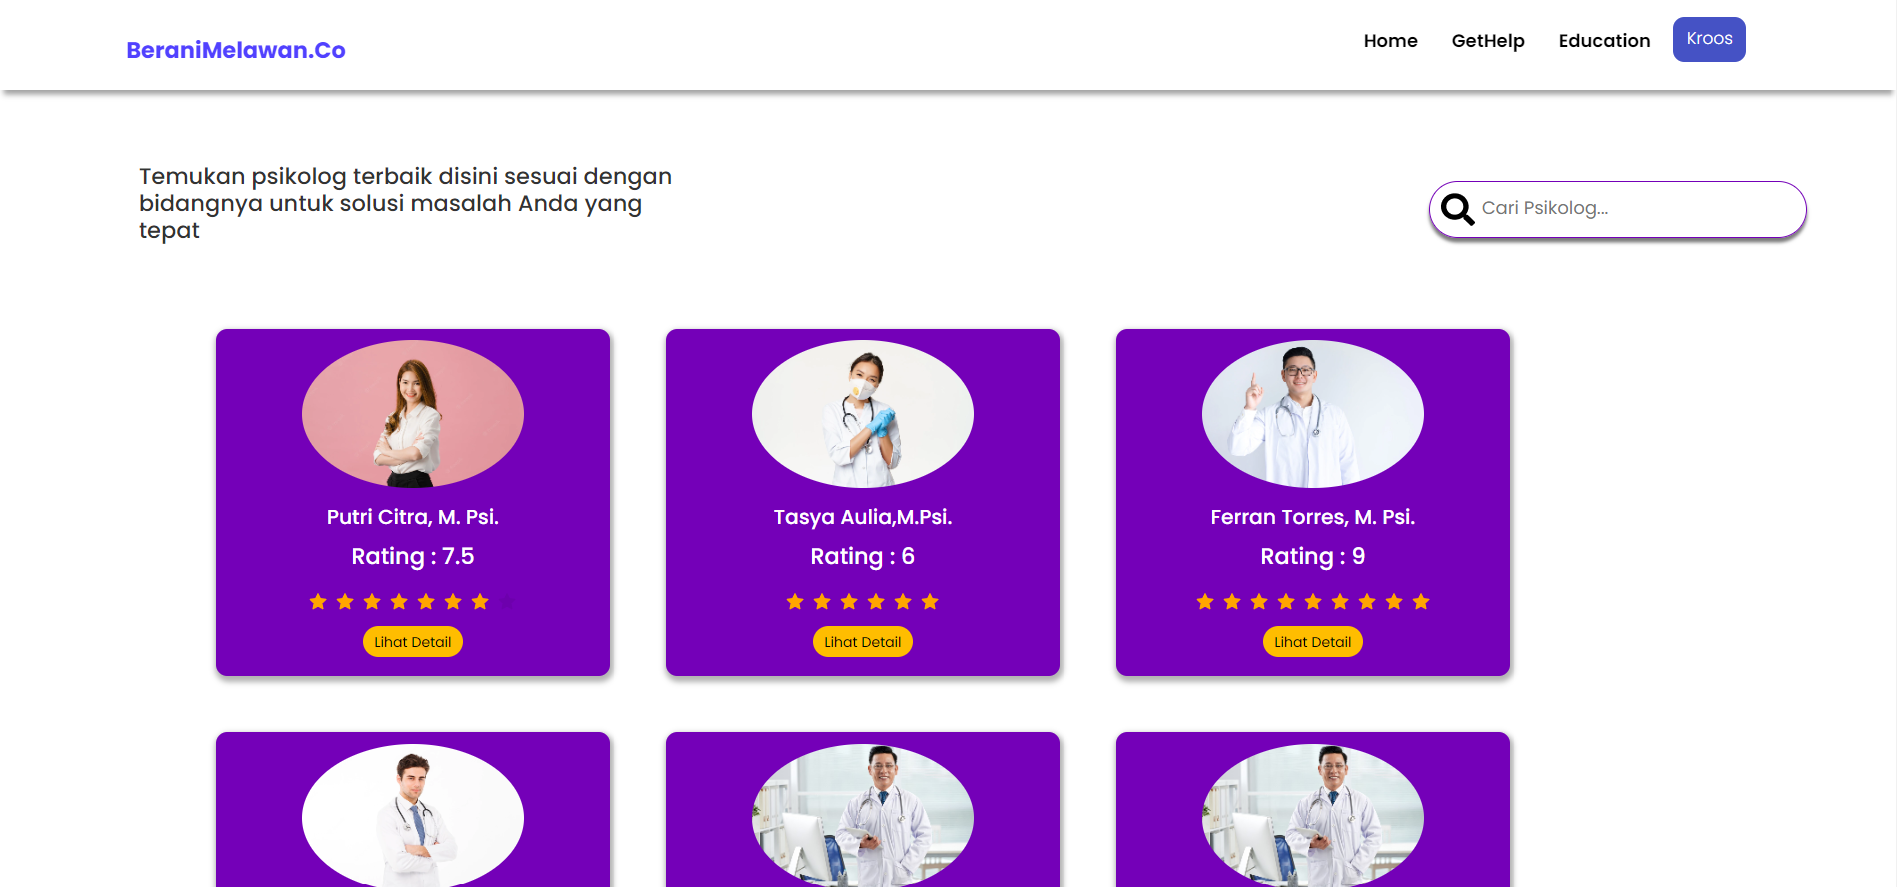 BeraniMelawan.Co
Home GetHelp Education Kroos
Temukan psikolog terbaik disini sesuai dengan
bidangnya untuk solusi masalah Anda yang
tepat
Cari Psikolog...
Putri Citra, M. Psi.
Rating : 7.5
Lihat Detail
Tasya Aulia,M.Psi.
Rating : 6
Lihat Detail
Ferran Torres, M. Psi.
Rating : 9
Lihat Detail